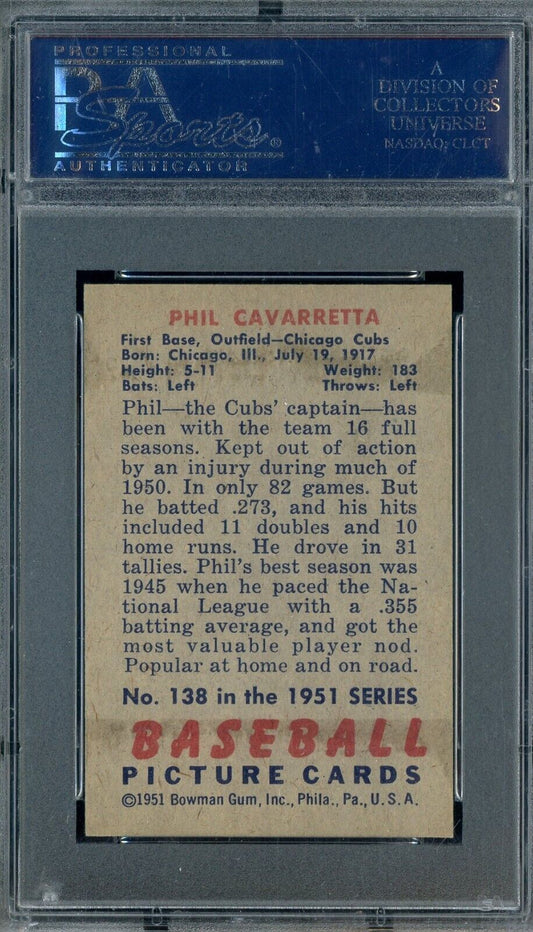 PROFESSIONAL
PSA
Sports®
AUTHENTICATOR
A
DIVISION OF
COLLECTORS
UNIVERSE
NASDAQ: CLCT
PHIL CAVARRETTA
First Base, Outfield—Chicago Cubs
Born: Chicago, Ill., July 19, 1917
Height: 5-11 Weight: 183
Bats: Left Throws: Left
Phil—the Cubs' captain—has
been with the team 16 full
seasons. Kept out of action
by an injury during much of
1950. In only 82 games. But
he batted .273, and his hits
included 11 doubles and 10
home runs. He drove in 31
tallies. Phil's best season was
1945 when he paced the Na-
tional League with a .355
batting average, and got the
most valuable player nod.
Popular at home and on road.
No. 138 in the 1951 SERIES
BASEBALL
PICTURE CARDS
©1951 Bowman Gum, Inc., Phila., Pa., U.S.A.